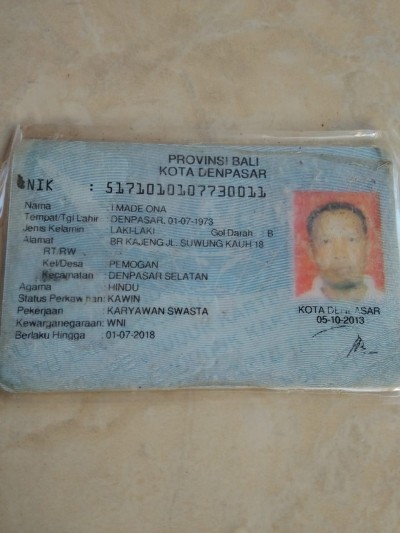 PROVINSI BALI
KOTA DENPASAR
NIK : 5171010107730011
Nama : I MADE ONA
Tempat/Tgl Lahir : DENPASAR, 01-07-1973
Jenis Kelamin : LAKI-LAKI Gol Darah : B
Alamat : BR KAJENG JL. SUWUNG KAUH 18
RT/RW :
Kel/Desa : PEMOGAN
Kecamatan : DENPASAR SELATAN
Agama : HINDU
Status Perkawinan: KAWIN
Pekerjaan : KARYAWAN SWASTA
Kewarganegaraan: WNI
Berlaku Hingga : 01-07-2018
KOTA DENPASAR
05-10-2013